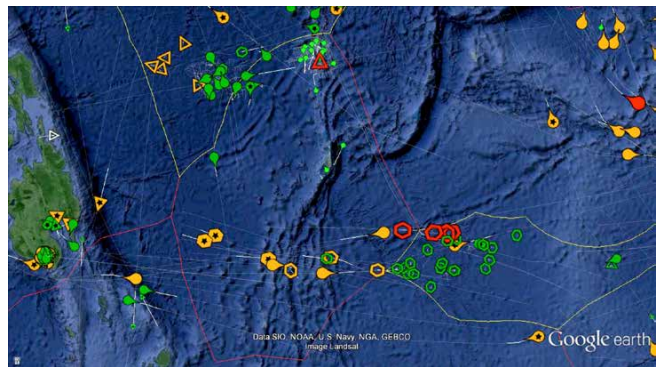 Data SIO, NOAA, U.S. Navy, NGA, GEBCO
Image Landsat
Google earth